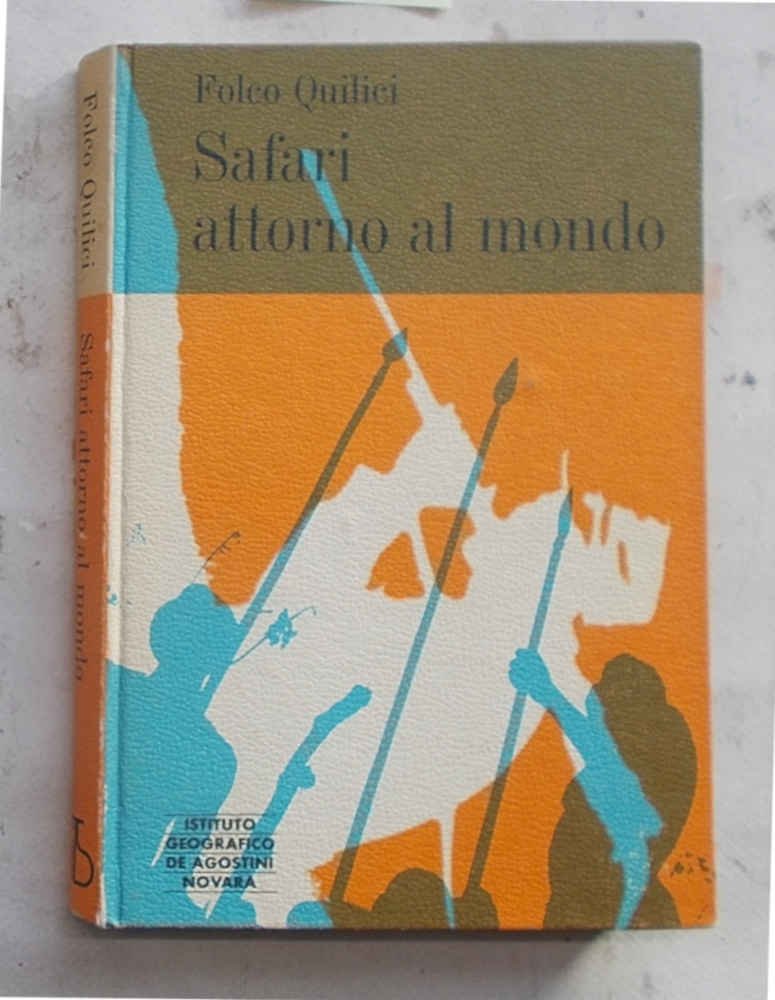 Folco Quilici
Safari
attorno al mondo
ISTITUTO
GEOGRAFICO
DE AGOSTINI
NOVARA
Folco Quilici Safari attorno al mondo